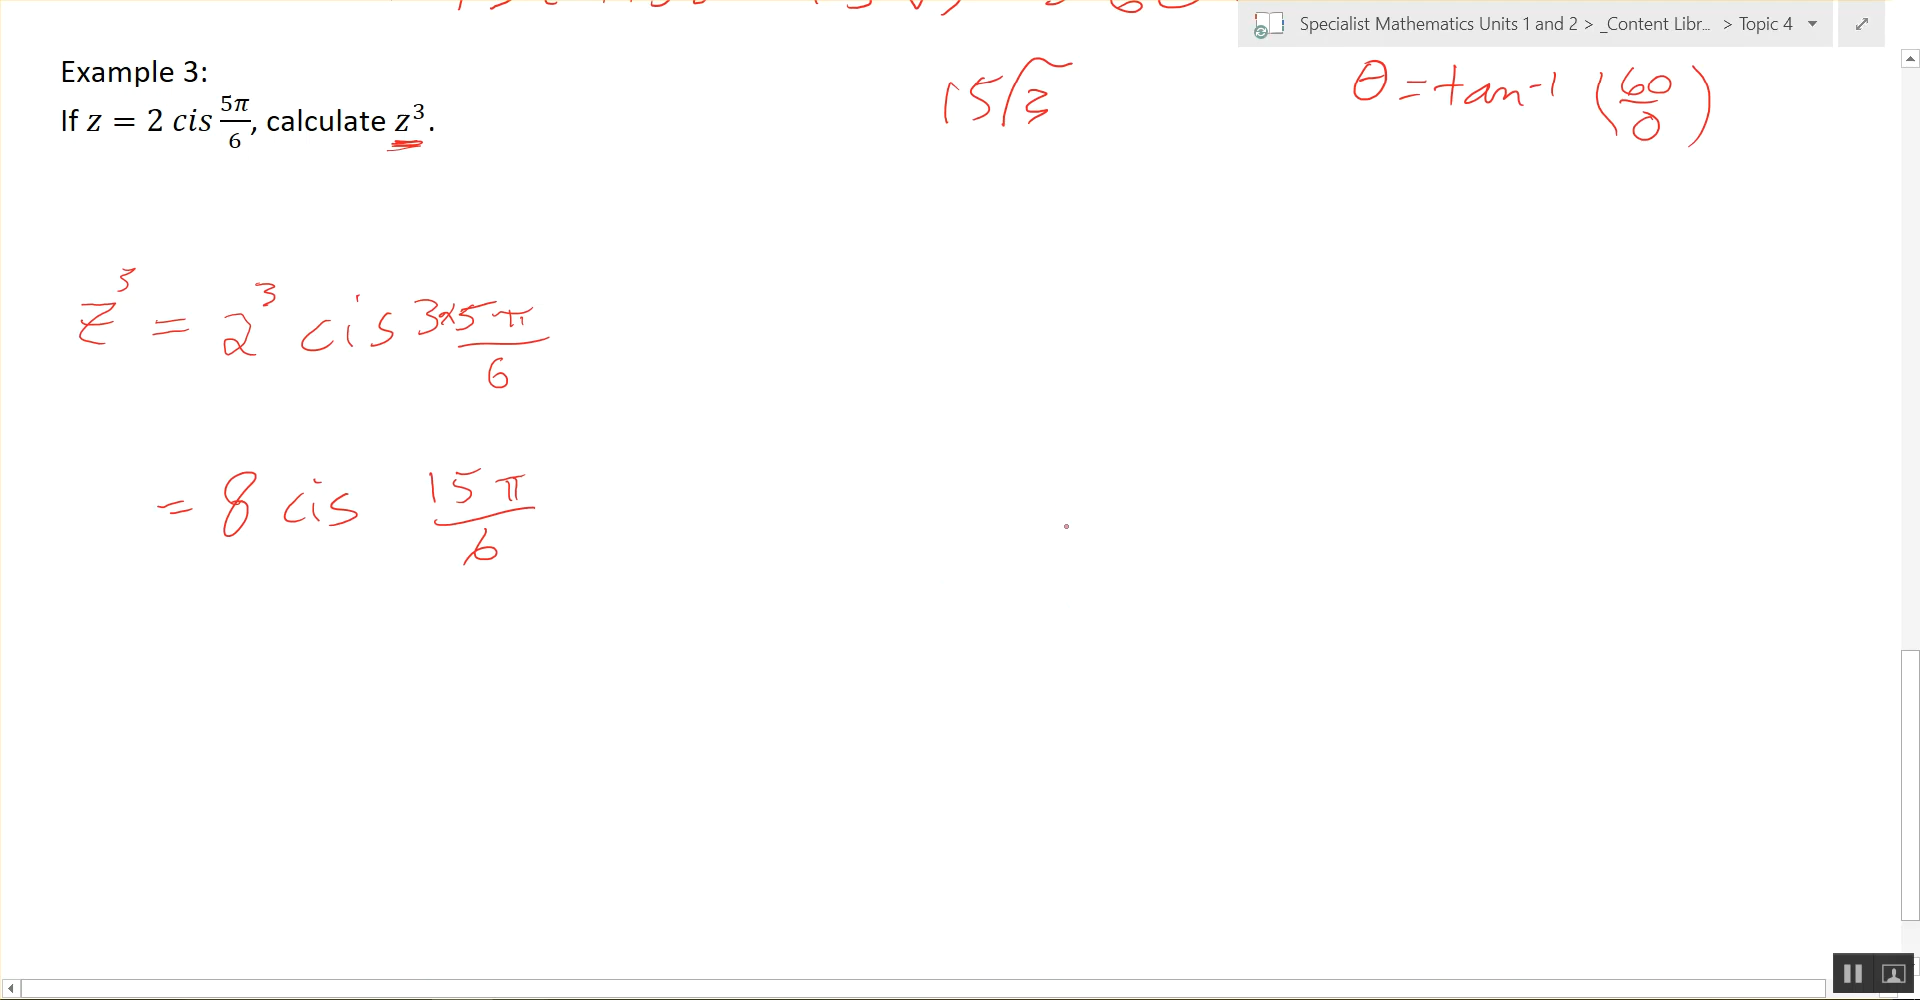 Specialist Mathematics Units 1 and 2 > _Content Libr... > Topic 4
Example 3:
If z = 2 cis 5π/6, calculate z³.
15√3
θ = tan-1 (60/0)
z³ = 2³ cis 3×5π/6
= 8 cis 15π/6